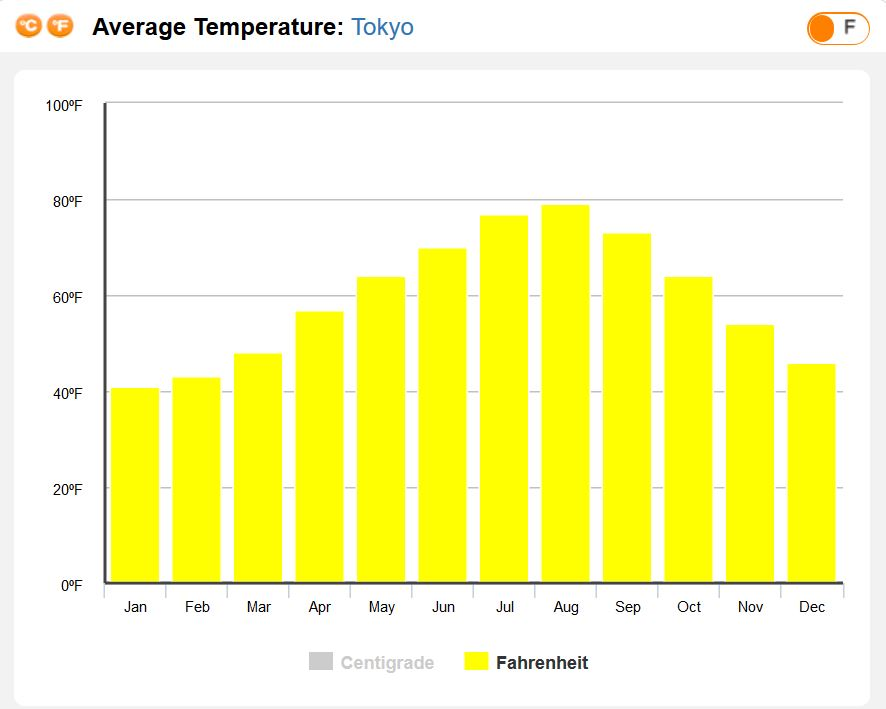 °C °F Average Temperature: Tokyo F
100ºF
80ºF
60ºF
40ºF
20ºF
0ºF
Jan Feb Mar Apr May Jun Jul Aug Sep Oct Nov Dec
Centigrade Fahrenheit